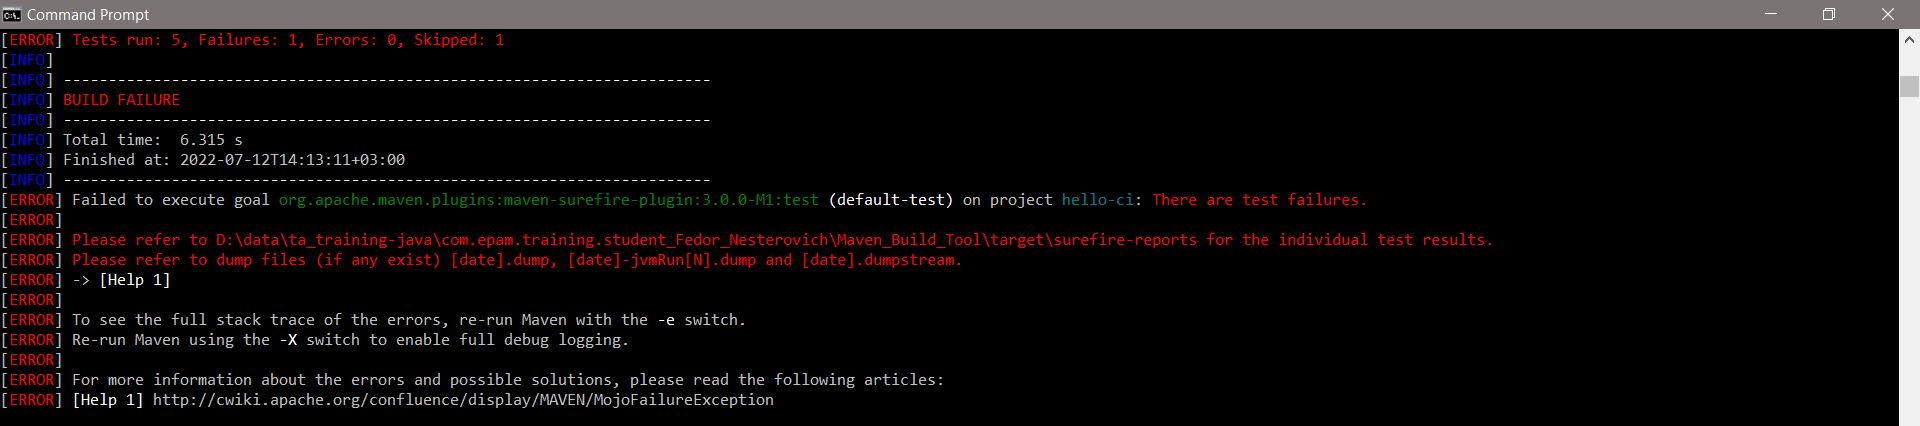 Command Prompt
[ERROR] Tests run: 5, Failures: 1, Errors: 0, Skipped: 1
[INFO]
[INFO] ------------------------------------------------------------------------
[INFO] BUILD FAILURE
[INFO] ------------------------------------------------------------------------
[INFO] Total time:  6.315 s
[INFO] Finished at: 2022-07-12T14:13:11+03:00
[INFO] ------------------------------------------------------------------------
[ERROR] Failed to execute goal org.apache.maven.plugins:maven-surefire-plugin:3.0.0-M1:test (default-test) on project hello-ci: There are test failures.
[ERROR]
[ERROR] Please refer to D:\data\ta_training-java\com.epam.training.student_Fedor_Nesterovich\Maven_Build_Tool\target\surefire-reports for the individual test results.
[ERROR] Please refer to dump files (if any exist) [date].dump, [date]-jvmRun[N].dump and [date].dumpstream.
[ERROR] -> [Help 1]
[ERROR]
[ERROR] To see the full stack trace of the errors, re-run Maven with the -e switch.
[ERROR] Re-run Maven using the -X switch to enable full debug logging.
[ERROR]
[ERROR] For more information about the errors and possible solutions, please read the following articles:
[ERROR] [Help 1] http://cwiki.apache.org/confluence/display/MAVEN/MojoFailureException